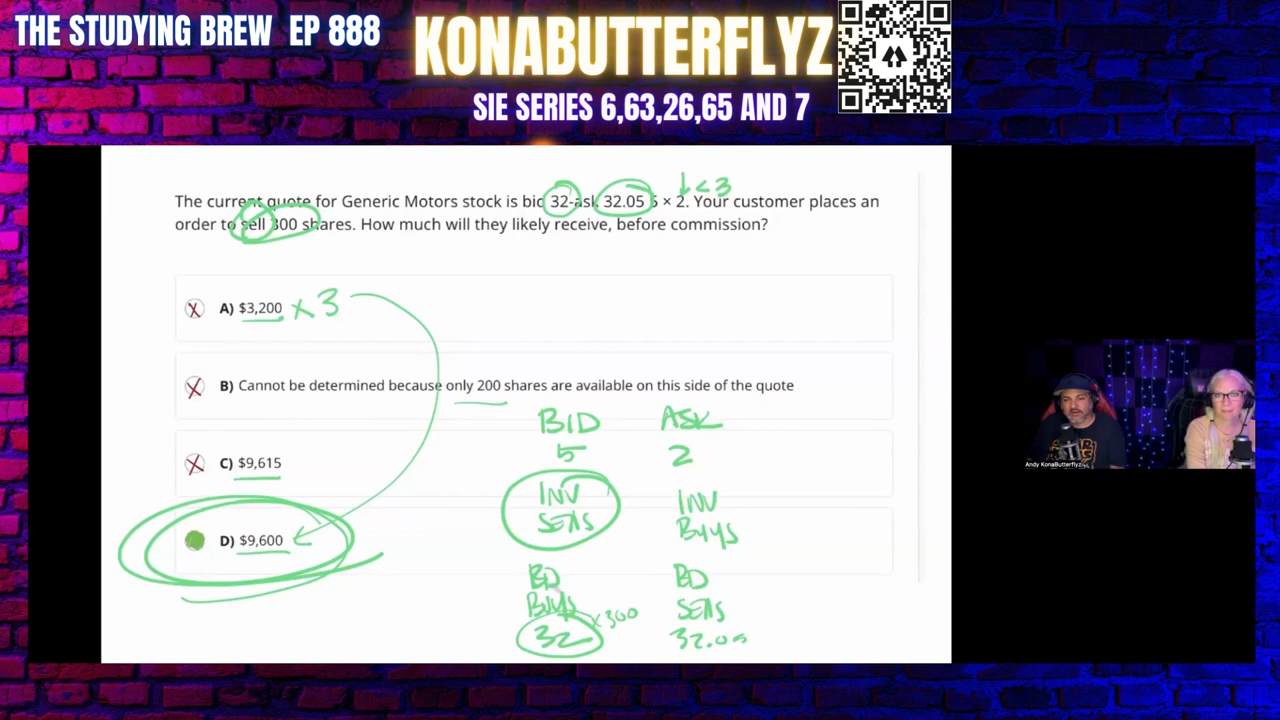 THE STUDYING BREW EP 888
KONABUTTERFLYZ
SIE SERIES 6,63,26,65 AND 7
↓<3
The current quote for Generic Motors stock is bid 32-ask 32.05 5 × 2. Your customer places an
order to sell 300 shares. How much will they likely receive, before commission?
A) $3,200 x 3
B) Cannot be determined because only 200 shares are available on this side of the quote
BID ASK
5 2
C) $9,615
INV INV
SELLS BUYS
D) $9,600
BD BD
BUYS SELLS
x300
32 32.05
Andy KonaButterflyz